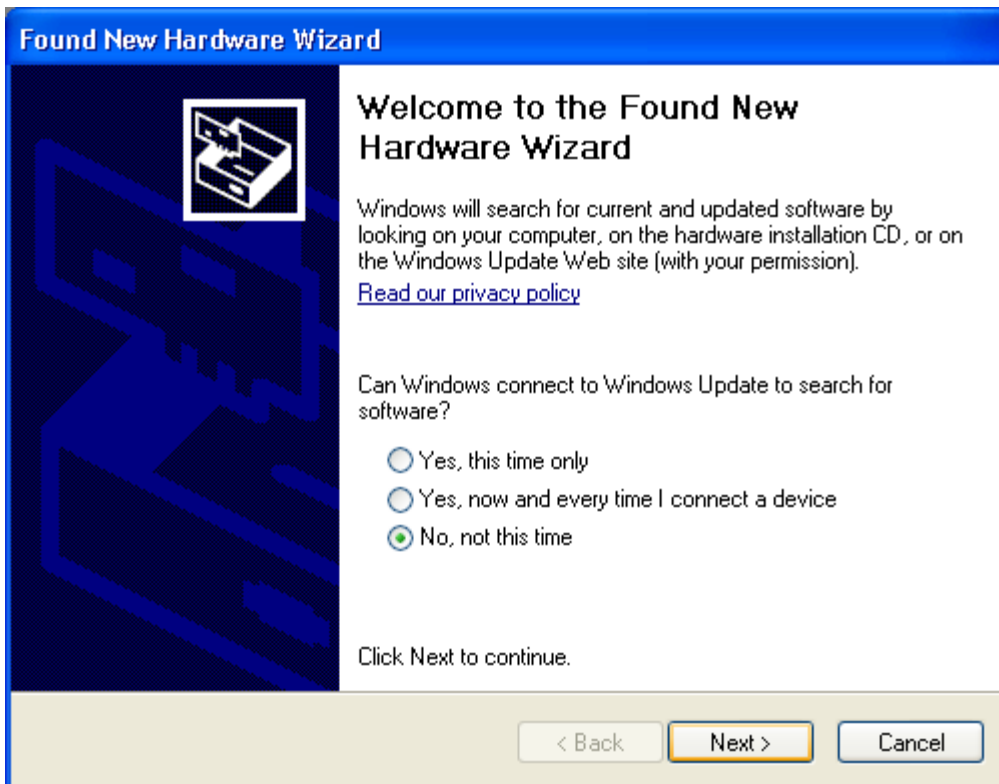 Found New Hardware Wizard
Welcome to the Found New
Hardware Wizard
Windows will search for current and updated software by
looking on your computer, on the hardware installation CD, or on
the Windows Update Web site (with your permission).
Read our privacy policy
Can Windows connect to Windows Update to search for
software?
Yes, this time only
Yes, now and every time I connect a device
No, not this time
Click Next to continue.
< Back Next > Cancel